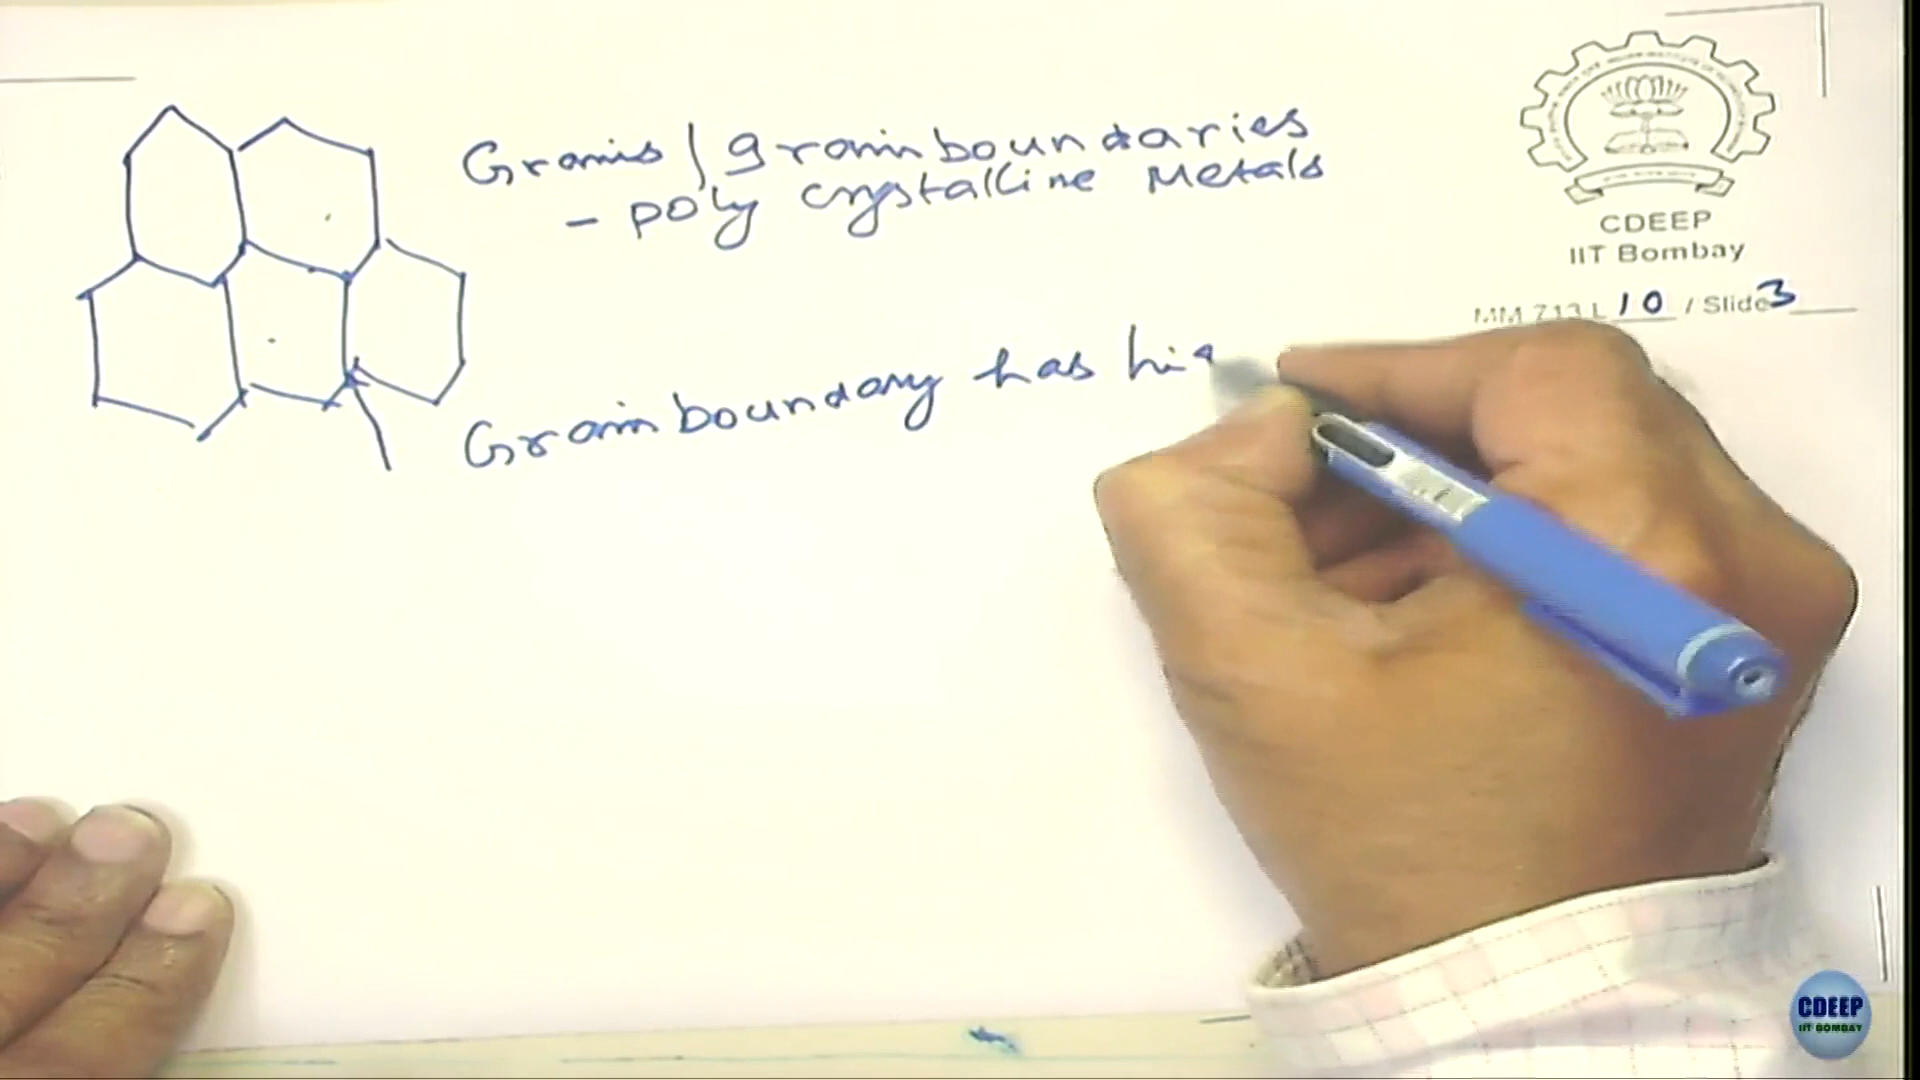 Grains / grain boundaries
- poly crystalline Metals
CDEEP
IIT Bombay
MM 713 L 10 / Slide 3
Grain boundary has hig
CDEEP
IIT BOMBAY